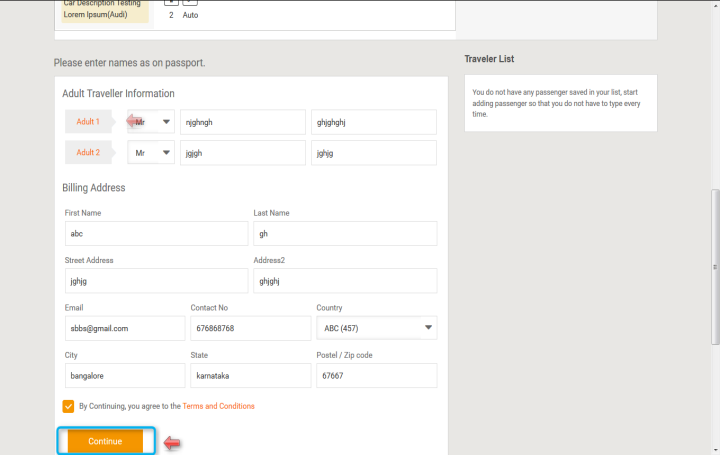 Car Description Testing
Lorem Ipsum(Audi) 2 Auto
Please enter names as on passport.
Traveler List
You do not have any passenger saved in your list, start
adding passenger so that you do not have to type every
time.
Adult Traveller Information
Adult 1 Mr njghngh ghjghghj
Adult 2 Mr jgjgh jghjg
Billing Address
First Name Last Name
abc gh
Street Address Address2
jghjg ghjghj
Email Contact No Country
sbbs@gmail.com 676868768 ABC (457)
City State Postel / Zip code
bangalore karnataka 67667
By Continuing, you agree to the Terms and Conditions
Continue